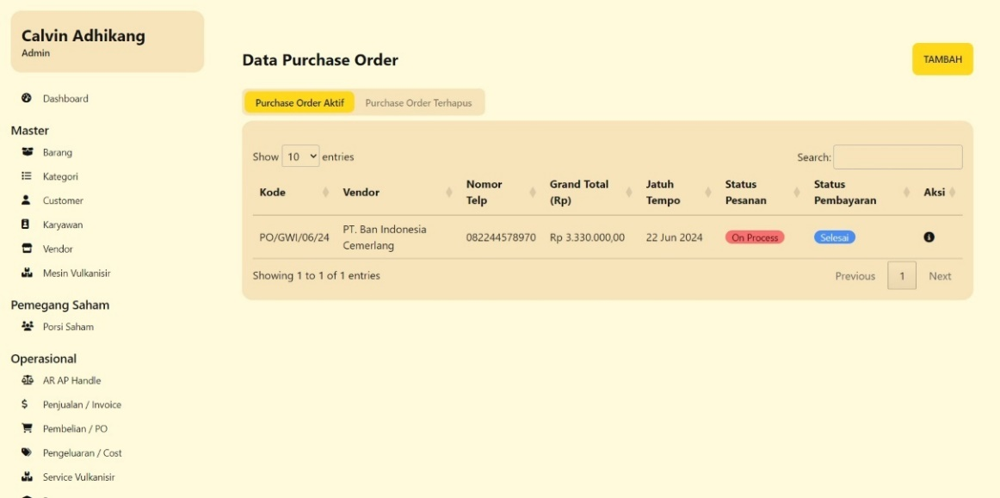 Calvin Adhikang
Admin
Dashboard
Master
Barang
Kategori
Customer
Karyawan
Vendor
Mesin Vulkanisir
Pemegang Saham
Porsi Saham
Operasional
AR AP Handle
Penjualan / Invoice
Pembelian / PO
Pengeluaran / Cost
Service Vulkanisir
Data Purchase Order
TAMBAH
Purchase Order Aktif Purchase Order Terhapus
Show 10 entries Search:
Kode Vendor Nomor Telp Grand Total (Rp) Jatuh Tempo Status Pesanan Status Pembayaran Aksi
PO/GWI/06/24 PT. Ban Indonesia Cemerlang 082244578970 Rp 3.330.000,00 22 Jun 2024 On Process Selesai
Showing 1 to 1 of 1 entries Previous 1 Next